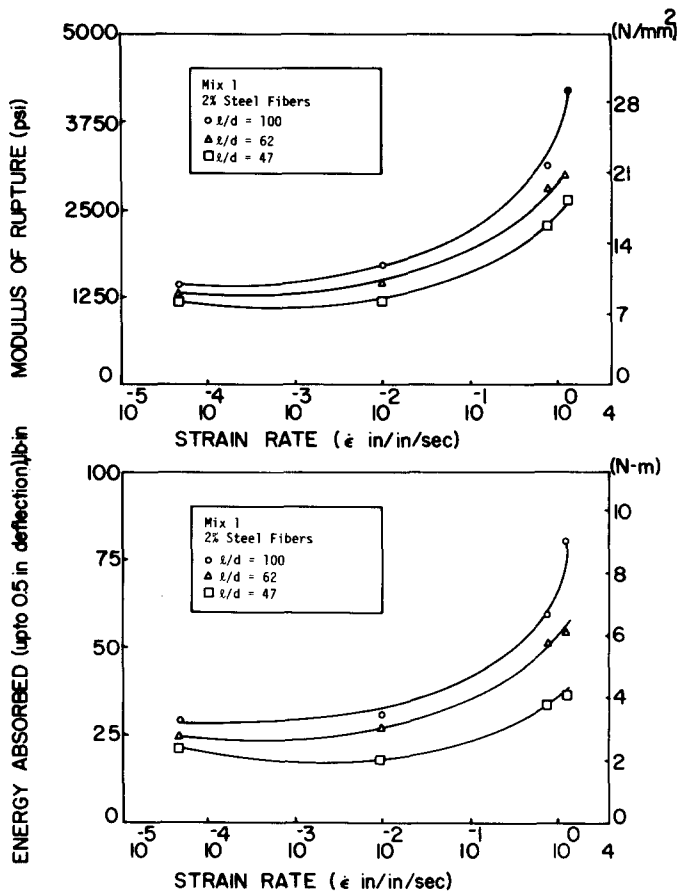 MODULUS OF RUPTURE (psi)
5000
3750
2500
1250
0
(N/mm²
28
21
14
7
0
Mix 1
2% Steel Fibers
○ ℓ/d = 100
△ ℓ/d = 62
□ ℓ/d = 47
10⁻⁵ 10⁻⁴ 10⁻² 10⁻¹ 10⁰ 4
STRAIN RATE (ε̇ in/in/sec)
ENERGY ABSORBED (upto 0.5 in deflection),lb-in
100
75
50
25
0
(N-m)
10
8
6
4
2
0
Mix 1
2% Steel Fibers
○ ℓ/d = 100
△ ℓ/d = 62
□ ℓ/d = 47
10⁻⁵ 10⁻⁴ 10⁻² 10⁻¹ 10⁰ 4
STRAIN RATE (ε̇ in/in/sec)